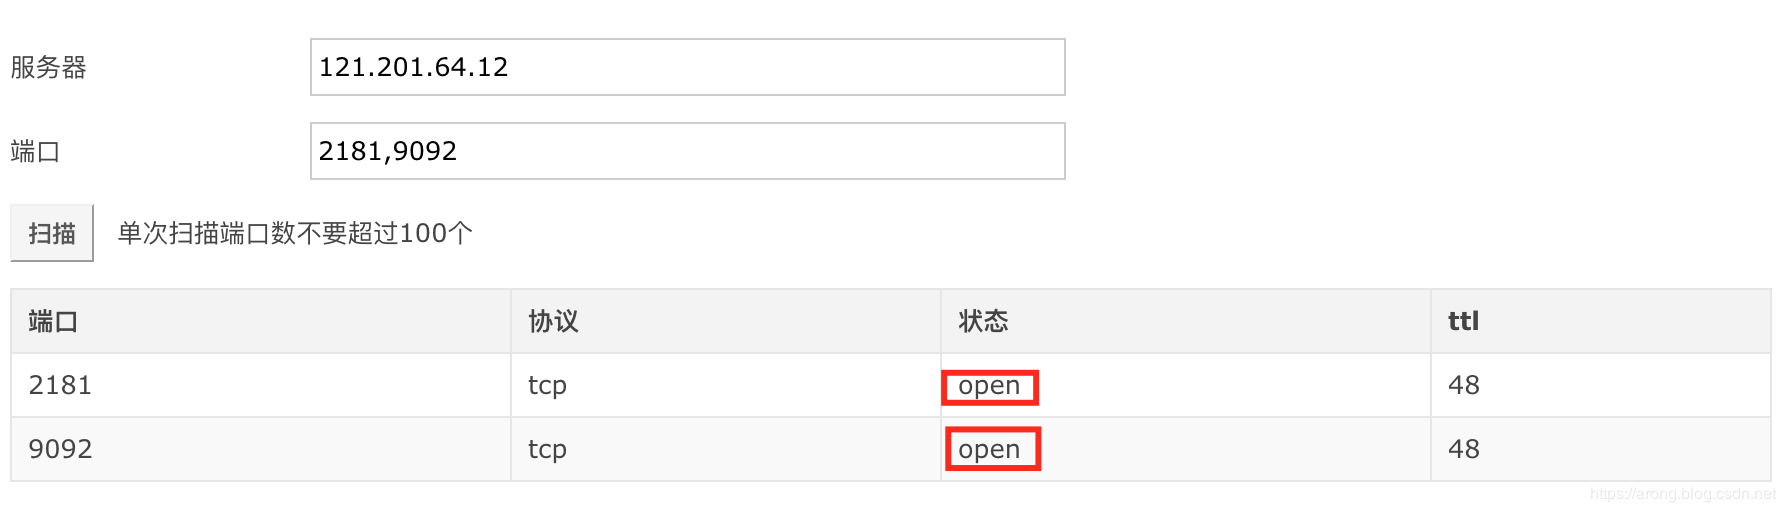 服务器 121.201.64.12
端口 2181,9092
扫描 单次扫描端口数不要超过100个
端口 协议 状态 ttl
2181 tcp open 48
9092 tcp open 48
https://arong.blog.csdn.net